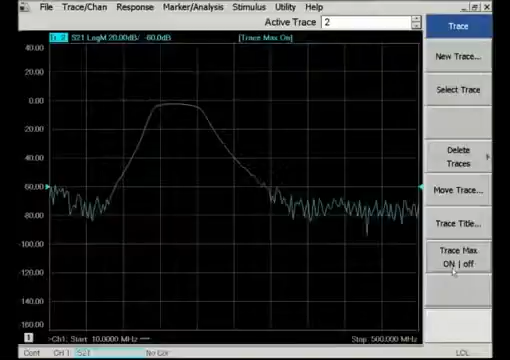 File Trace/Chan Response Marker/Analysis Stimulus Utility Help
Active Trace 2
Tr 2 S21 LogM 20.00dB/ -60.0dB [Trace Max On]
40.00
20.00
0.00
20.00
40.00
60.00
80.00
-100.00
-120.00
-140.00
-160.00
1 >Ch1: Start 10.0000 MHz Stop 500.000 MHz
Cont CH 1 S21 No Cor LCL
Trace
New Trace...
Select Trace
Delete
Traces
Move Trace...
Trace Title...
Trace Max
ON | off